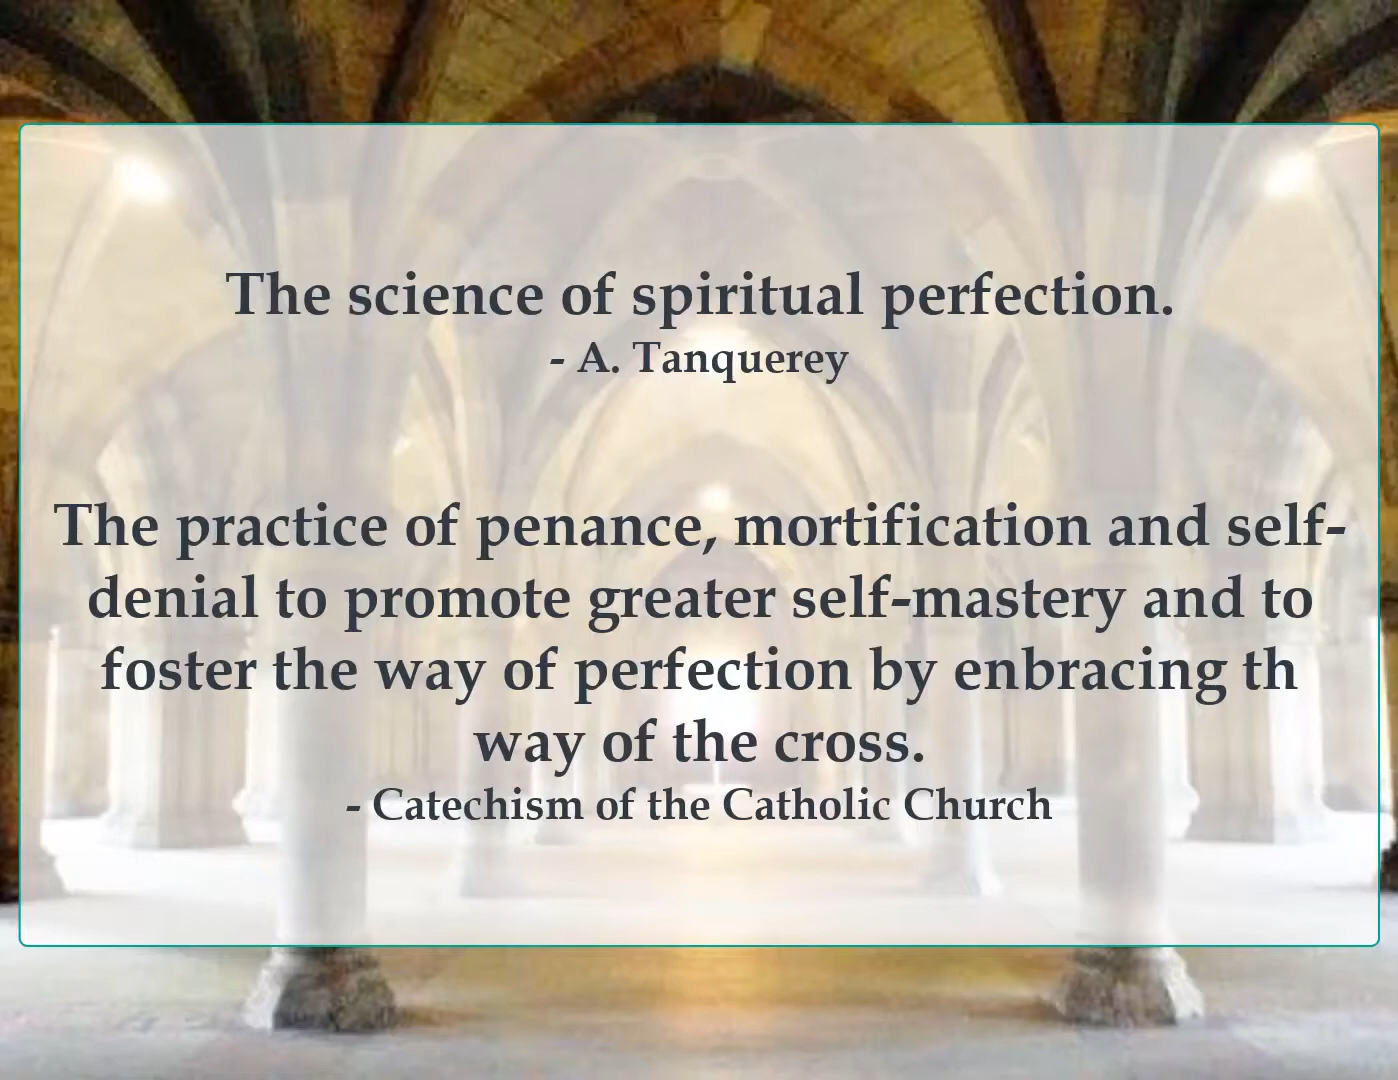 The science of spiritual perfection.
- A. Tanquerey
The practice of penance, mortification and self-
denial to promote greater self-mastery and to
foster the way of perfection by enbracing th
way of the cross.
- Catechism of the Catholic Church